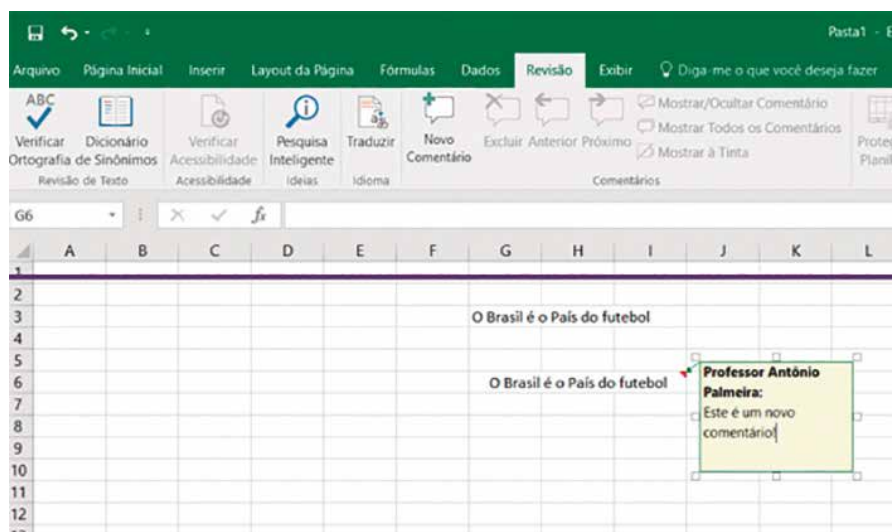 Pasta1 - E
Arquivo Página Inicial Inserir Layout da Página Fórmulas Dados Revisão Exibir Diga-me o que você deseja fazer
ABC
Verificar Ortografia
Dicionário de Sinônimos
Verificar Acessibilidade
Pesquisa Inteligente
Traduzir
Novo Comentário
Excluir Anterior Próximo
Mostrar/Ocultar Comentário
Mostrar Todos os Comentários
Mostrar à Tinta
Proteg
Planil
Revisão de Texto Acessibilidade Ideias Idioma Comentários
G6 fx
A B C D E F G H I J K L
1
2
3 O Brasil é o País do futebol
4
5
6 O Brasil é o País do futebol
7
8
9
10
11
12
Professor Antônio
Palmeira:
Este é um novo
comentário!